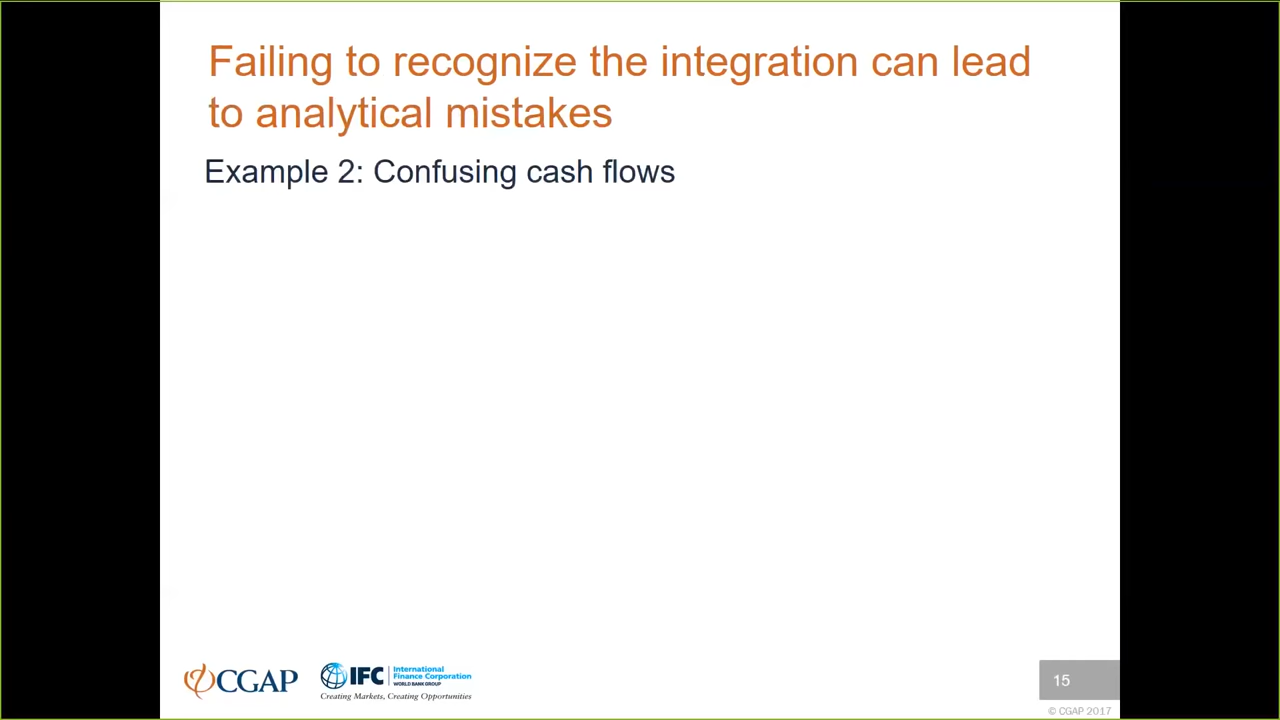 Failing to recognize the integration can lead
to analytical mistakes
Example 2: Confusing cash flows
CGAP
IFC
International
Finance Corporation
WORLD BANK GROUP
Creating Markets, Creating Opportunities
15
© CGAP 2017